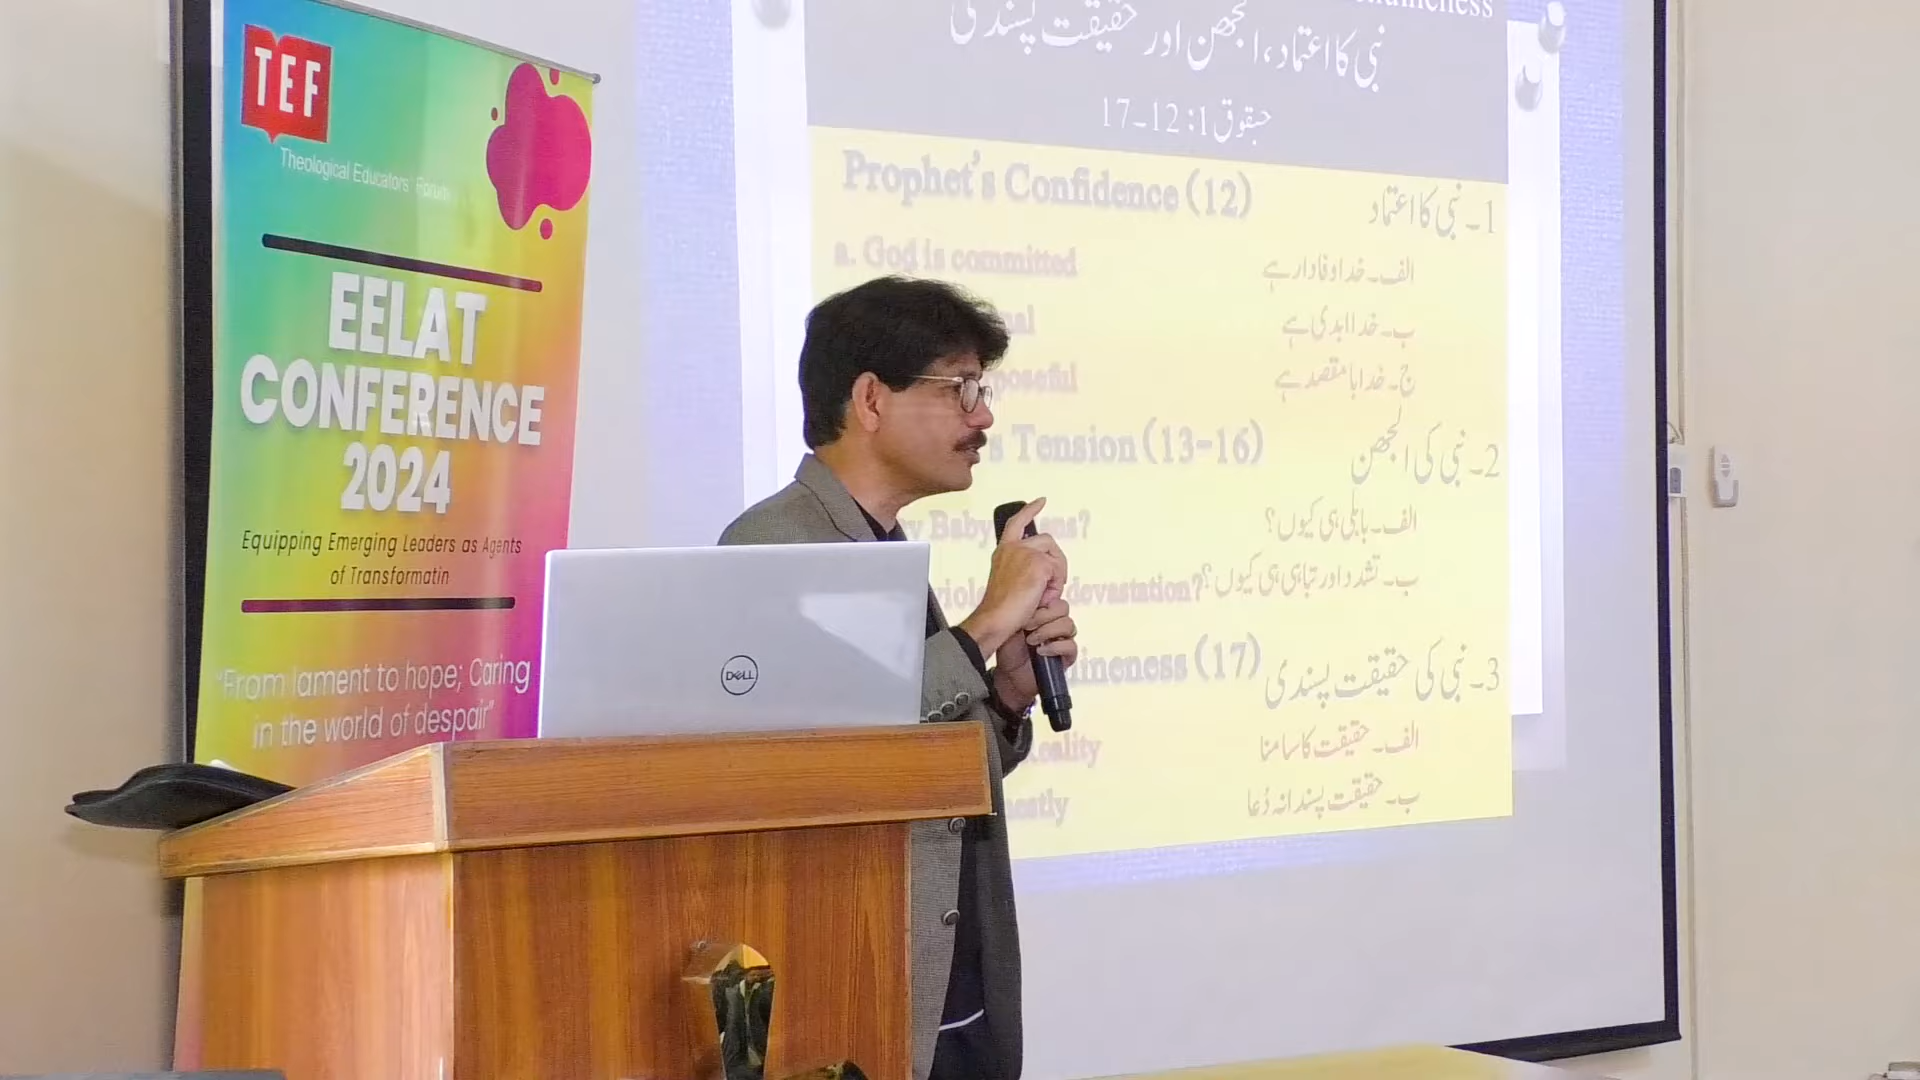 TEF
Theological Educators' Forum
EELAT
CONFERENCE
2024
Equipping Emerging Leaders as Agents
of Transformatin
"From lament to hope; Caring
in the world of despair"
DELL
نبی کا اعتماد، الجھن اور حقیقت پسندی
حبقوق 1: 12-17
Prophet's Confidence (12)
1۔ نبی کا اعتماد
a. God is committed
الف۔ خدا وفادار ہے
ب۔ خدا ابدی ہے
ج۔ خدا با مقصد ہے
Tension (13-16)
2۔ نبی کی الجھن
الف۔ بابلی ہی کیوں؟
devastation?
ب۔ تشدد اور تباہی ہی کیوں؟
(17)
3۔ نبی کی حقیقت پسندی
الف۔ حقیقت کا سامنا
ب۔ حقیقت پسندانہ دُعا